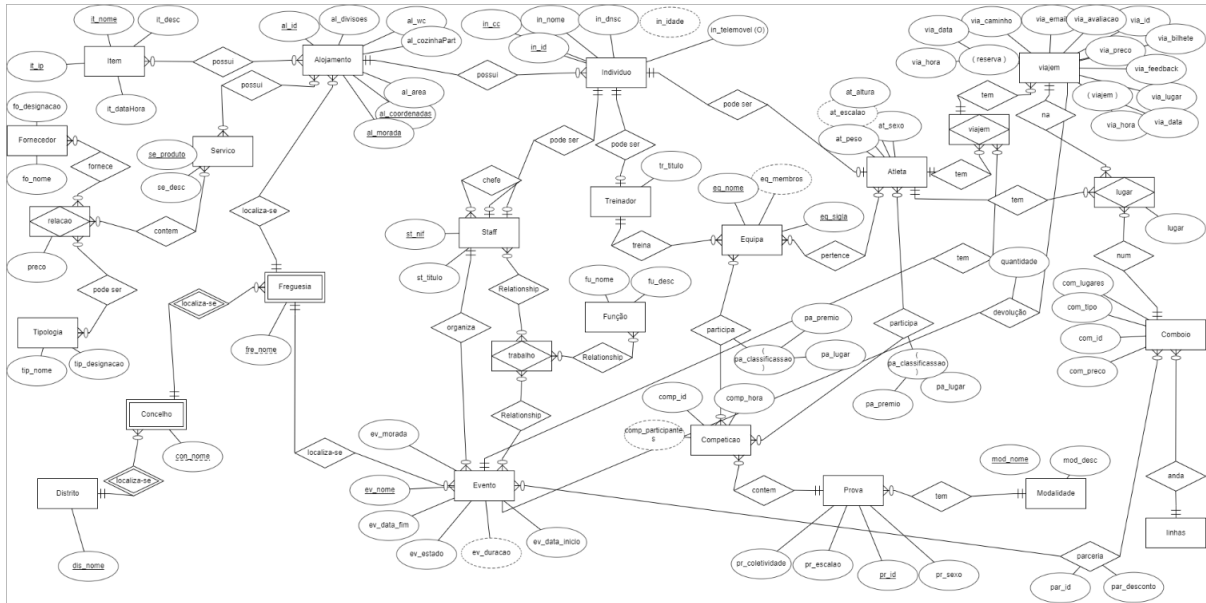 it_nome
it_desc
it_ip
Item
it_dataHora
possui
al_id
al_divisoes
al_wc
al_cozinhaPart
Alojamento
al_area
al_coordenadas
al_morada
possui
possui
in_cc
in_nome
in_dnsc
in_idade
in_id
in_telemovel (O)
Individuo
via_data
via_caminho
via_email
via_avaliacao
via_id
via_bilhete
via_preco
via_hora
( reserva )
viajem
via_feedback
( viajem )
via_lugar
via_hora
via_data
fo_designação
Fornecedor
fo_nome
fornece
Servico
se_produto
se_desc
relacao
contem
preco
pode ser
Tipologia
tip_nome
tip_designacao
localiza-se
localiza-se
Freguesia
fre_nome
Concelho
con_nome
localiza-se
Distrito
dis_nome
localiza-se
pode ser
pode ser
pode ser
chefe
Staff
st_nif
st_titulo
organiza
Relationship
trabalho
Relationship
Relationship
fu_nome
fu_desc
Função
tr_titulo
Treinador
treina
eq_nome
eq_membros
eq_sigla
Equipa
pertence
at_altura
at_escalao
at_sexo
at_peso
Atleta
tem
viajem
tem
na
tem
lugar
lugar
num
tem
quantidade
devolução
participa
pa_premio
(
pa_classificassao
)
pa_lugar
participa
(
pa_classificassao
)
pa_lugar
pa_premio
com_lugares
com_tipo
com_id
com_preco
Comboio
anda
linhas
parceria
par_id
par_desconto
comp_id
comp_hora
comp_participante
s
Competicao
contem
Prova
pr_coletividade
pr_escalao
pr_id
pr_sexo
tem
Modalidade
mod_nome
mod_desc
ev_morada
ev_nome
Evento
ev_data_fim
ev_estado
ev_duracao
ev_data_inicio